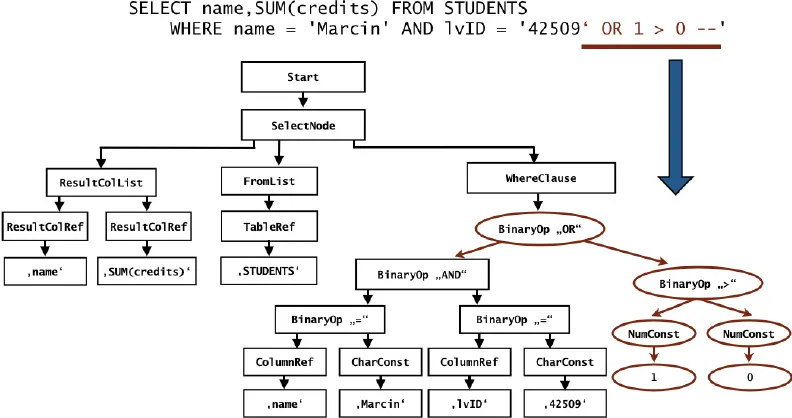 SELECT name,SUM(credits) FROM STUDENTS
WHERE name = 'Marcin' AND lvID = '42509‘ OR 1 > 0 --'
Start
SelectNode
ResultColList
FromList
WhereClause
ResultColRef
ResultColRef
TableRef
BinaryOp „OR“
‚name‘
‚SUM(credits)‘
‚STUDENTS‘
BinaryOp „AND“
BinaryOp „>“
BinaryOp „=“
BinaryOp „=“
NumConst
NumConst
ColumnRef
CharConst
ColumnRef
CharConst
1
0
‚name‘
‚Marcin‘
‚lvID‘
‚42509‘